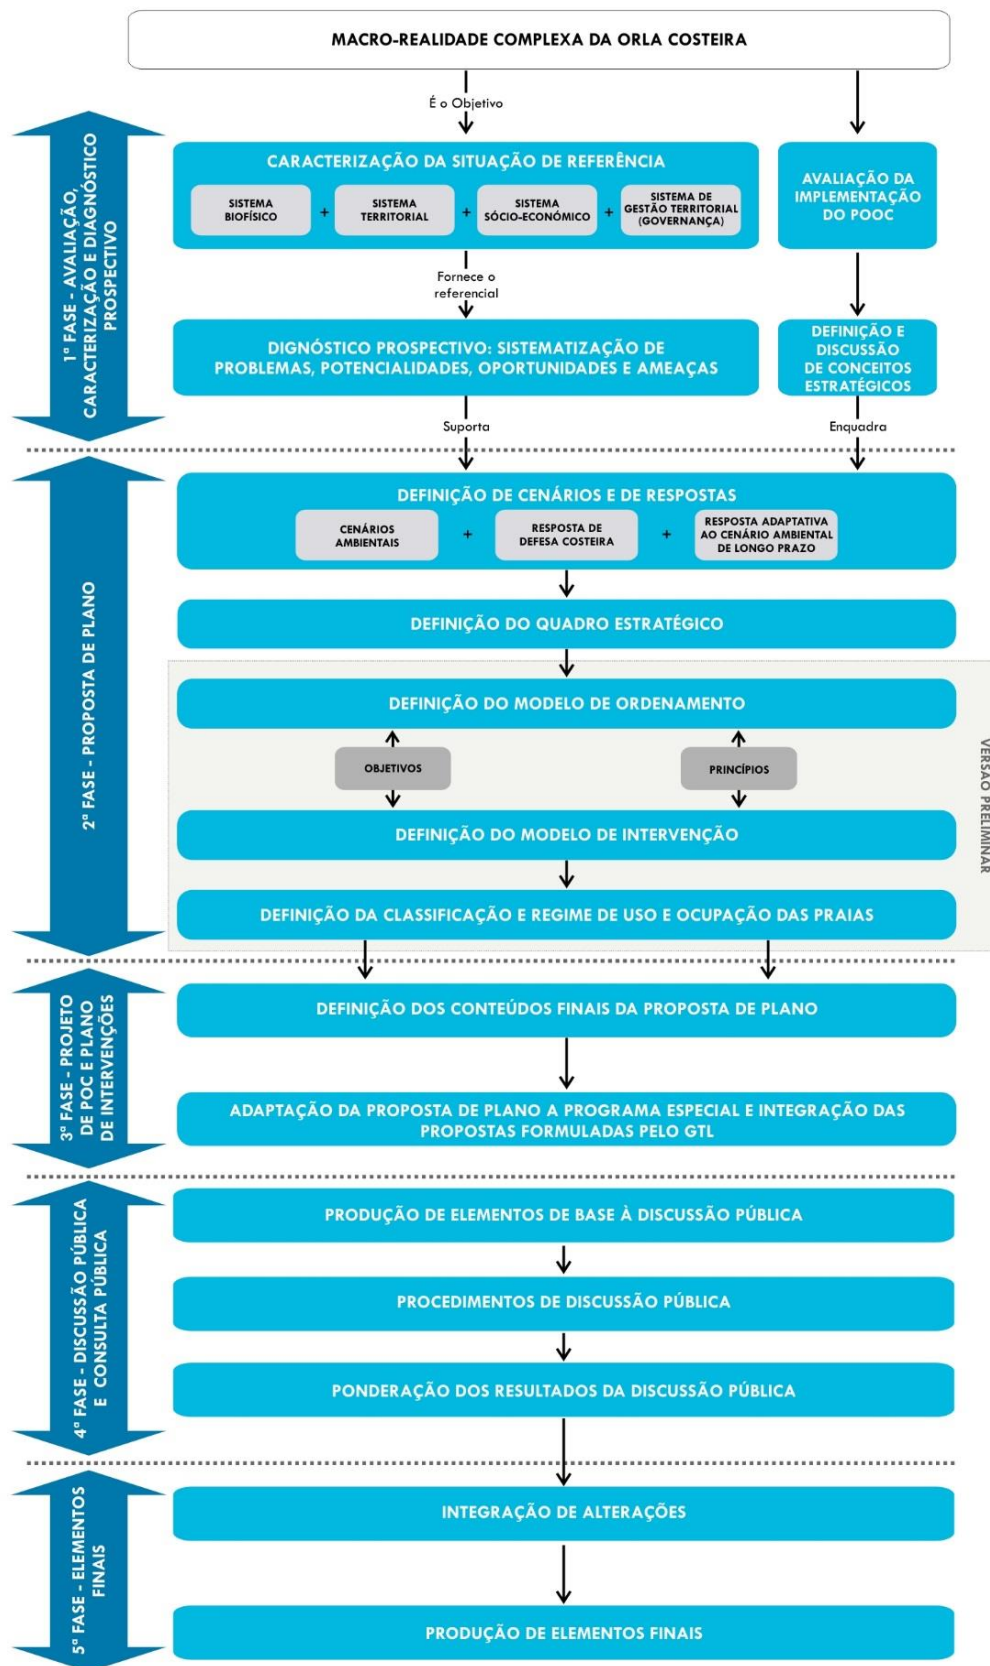 MACRO-REALIDADE COMPLEXA DA ORLA COSTEIRA
É o Objetivo
1ª FASE - AVALIAÇÃO,
CARACTERIZAÇÃO E DIAGNÓSTICO
PROSPECTIVO
CARACTERIZAÇÃO DA SITUAÇÃO DE REFERÊNCIA
SISTEMA
BIOFÍSICO
+
SISTEMA
TERRITORIAL
+
SISTEMA
SÓCIO-ECONÓMICO
+
SISTEMA DE
GESTÃO TERRITORIAL
(GOVERNANÇA)
AVALIAÇÃO DA
IMPLEMENTAÇÃO
DO POOC
Fornece o
referencial
DIGNÓSTICO PROSPECTIVO: SISTEMATIZAÇÃO DE
PROBLEMAS, POTENCIALIDADES, OPORTUNIDADES E AMEAÇAS
DEFINIÇÃO E
DISCUSSÃO
DE CONCEITOS
ESTRATÉGICOS
Suporta
Enquadra
2ª FASE - PROPOSTA DE PLANO
DEFINIÇÃO DE CENÁRIOS E DE RESPOSTAS
CENÁRIOS
AMBIENTAIS
+
RESPOSTA DE
DEFESA COSTEIRA
+
RESPOSTA ADAPTATIVA
AO CENÁRIO AMBIENTAL
DE LONGO PRAZO
DEFINIÇÃO DO QUADRO ESTRATÉGICO
DEFINIÇÃO DO MODELO DE ORDENAMENTO
OBJETIVOS
PRINCÍPIOS
VERSÃO PRELIMINAR
DEFINIÇÃO DO MODELO DE INTERVENÇÃO
DEFINIÇÃO DA CLASSIFICAÇÃO E REGIME DE USO E OCUPAÇÃO DAS PRAIAS
3ª FASE - PROJETO
DE POC E PLANO
DE INTERVENÇÕES
DEFINIÇÃO DOS CONTEÚDOS FINAIS DA PROPOSTA DE PLANO
ADAPTAÇÃO DA PROPOSTA DE PLANO A PROGRAMA ESPECIAL E INTEGRAÇÃO DAS
PROPOSTAS FORMULADAS PELO GTL
4ª FASE - DISCUSSÃO PÚBLICA
E CONSULTA PÚBLICA
PRODUÇÃO DE ELEMENTOS DE BASE À DISCUSSÃO PÚBLICA
PROCEDIMENTOS DE DISCUSSÃO PÚBLICA
PONDERAÇÃO DOS RESULTADOS DA DISCUSSÃO PÚBLICA
5ª FASE - ELEMENTOS
FINAIS
INTEGRAÇÃO DE ALTERAÇÕES
PRODUÇÃO DE ELEMENTOS FINAIS